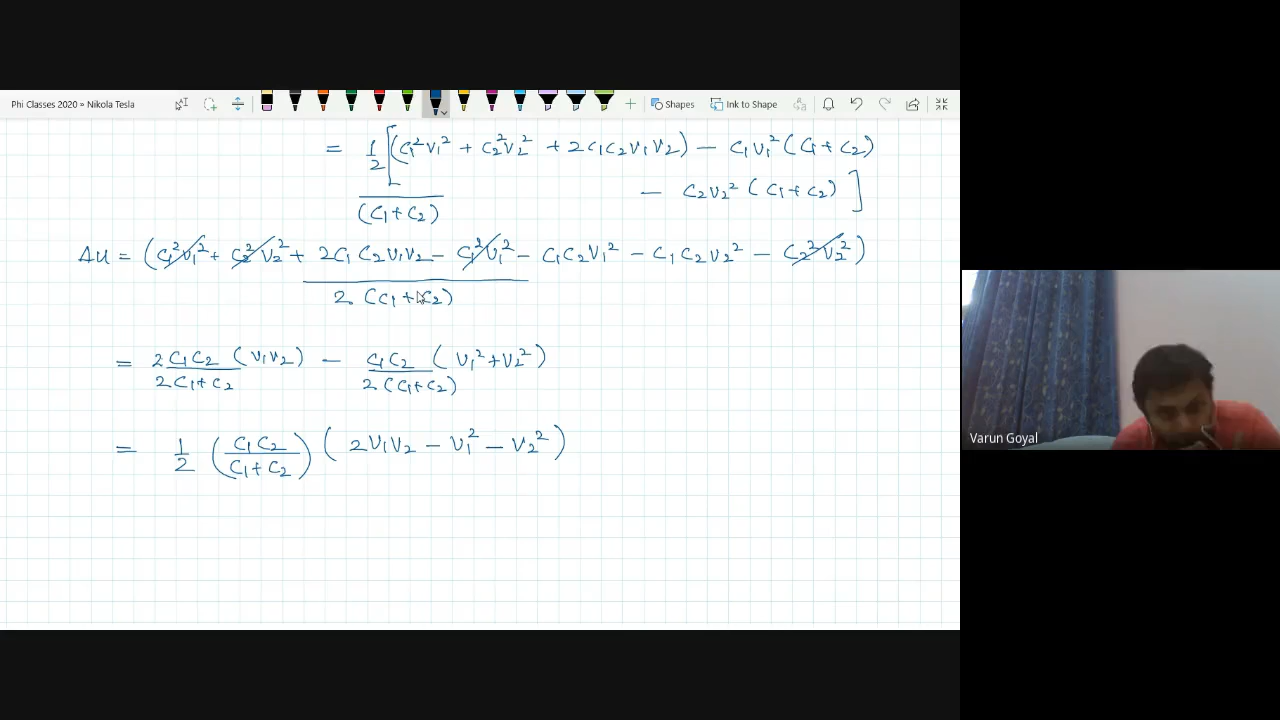 Phi Classes 2020 » Nikola Tesla
Shapes
Ink to Shape
= 1/2 [(C₁²V₁² + C₂²V₂² + 2C₁C₂V₁V₂) − C₁V₁²(C₁+C₂)
− C₂V₂²(C₁+C₂)]
(C₁+C₂)
ΔU = (C₁²V₁² + C₂²V₂² + 2C₁C₂V₁V₂ − C₁²V₁² − C₁C₂V₁² − C₁C₂V₂² − C₂²V₂²)
2(C₁+C₂)
= 2C₁C₂ (V₁V₂) − C₁C₂ (V₁²+V₂²)
2C₁+C₂ 2(C₁+C₂)
= 1/2 (C₁C₂/C₁+C₂) (2V₁V₂ − V₁² − V₂²)
Varun Goyal